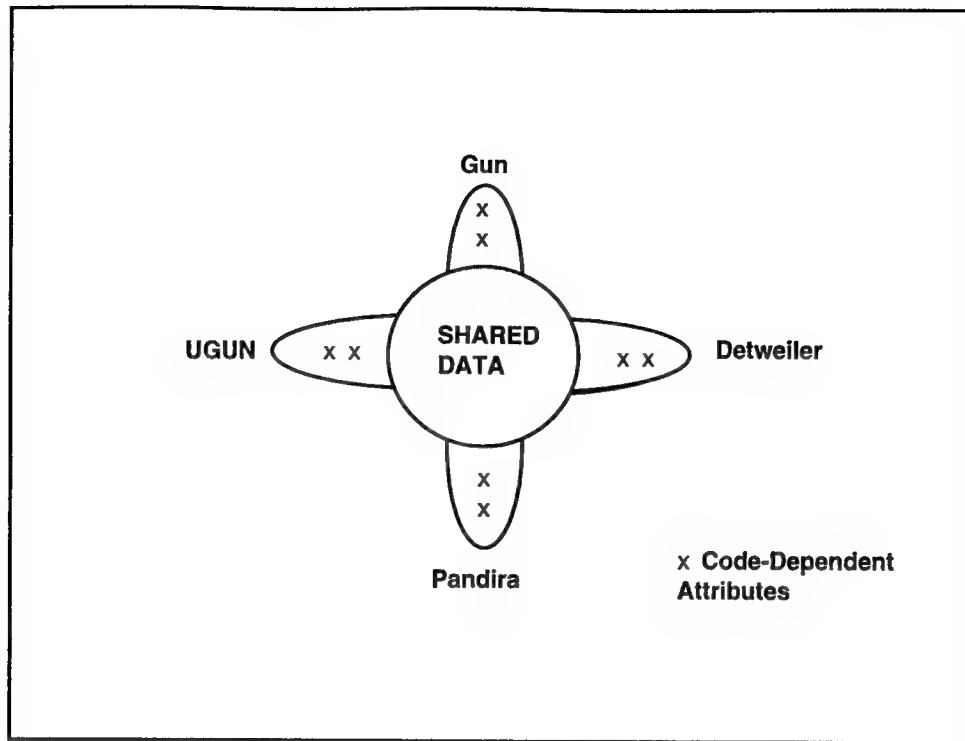 Gun
x
x
UGUN
x x
SHARED
DATA
x x
Detweiler
x
x
Pandira
x Code-Dependent
Attributes